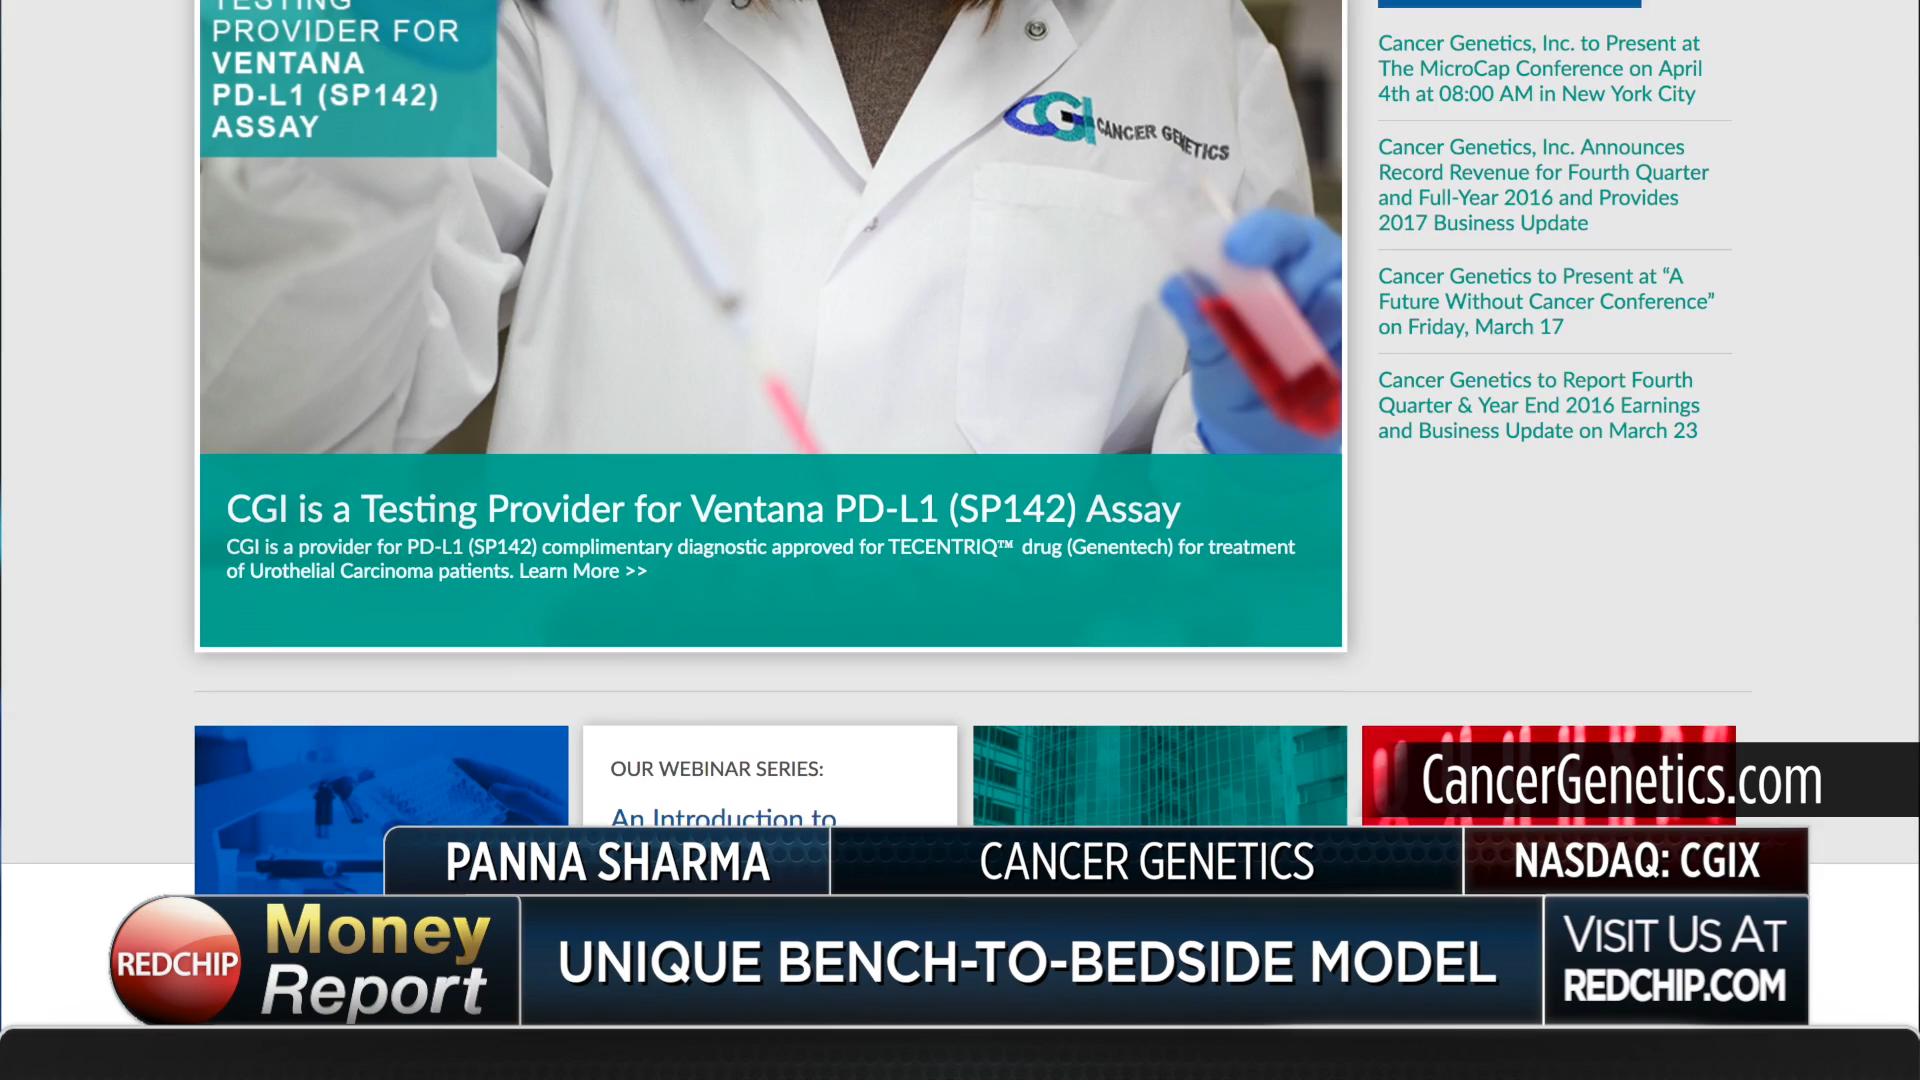 TESTING
PROVIDER FOR
VENTANA
PD-L1 (SP142)
ASSAY
CGI CANCER GENETICS
CGI is a Testing Provider for Ventana PD-L1 (SP142) Assay
CGI is a provider for PD-L1 (SP142) complimentary diagnostic approved for TECENTRIQ™ drug (Genentech) for treatment
of Urothelial Carcinoma patients. Learn More >>
Cancer Genetics, Inc. to Present at
The MicroCap Conference on April
4th at 08:00 AM in New York City
Cancer Genetics, Inc. Announces
Record Revenue for Fourth Quarter
and Full-Year 2016 and Provides
2017 Business Update
Cancer Genetics to Present at “A
Future Without Cancer Conference”
on Friday, March 17
Cancer Genetics to Report Fourth
Quarter & Year End 2016 Earnings
and Business Update on March 23
OUR WEBINAR SERIES:
An Introduction to
CancerGenetics.com
PANNA SHARMA
CANCER GENETICS
NASDAQ: CGIX
REDCHIP
Money
Report
UNIQUE BENCH-TO-BEDSIDE MODEL
VISIT US AT
REDCHIP.COM